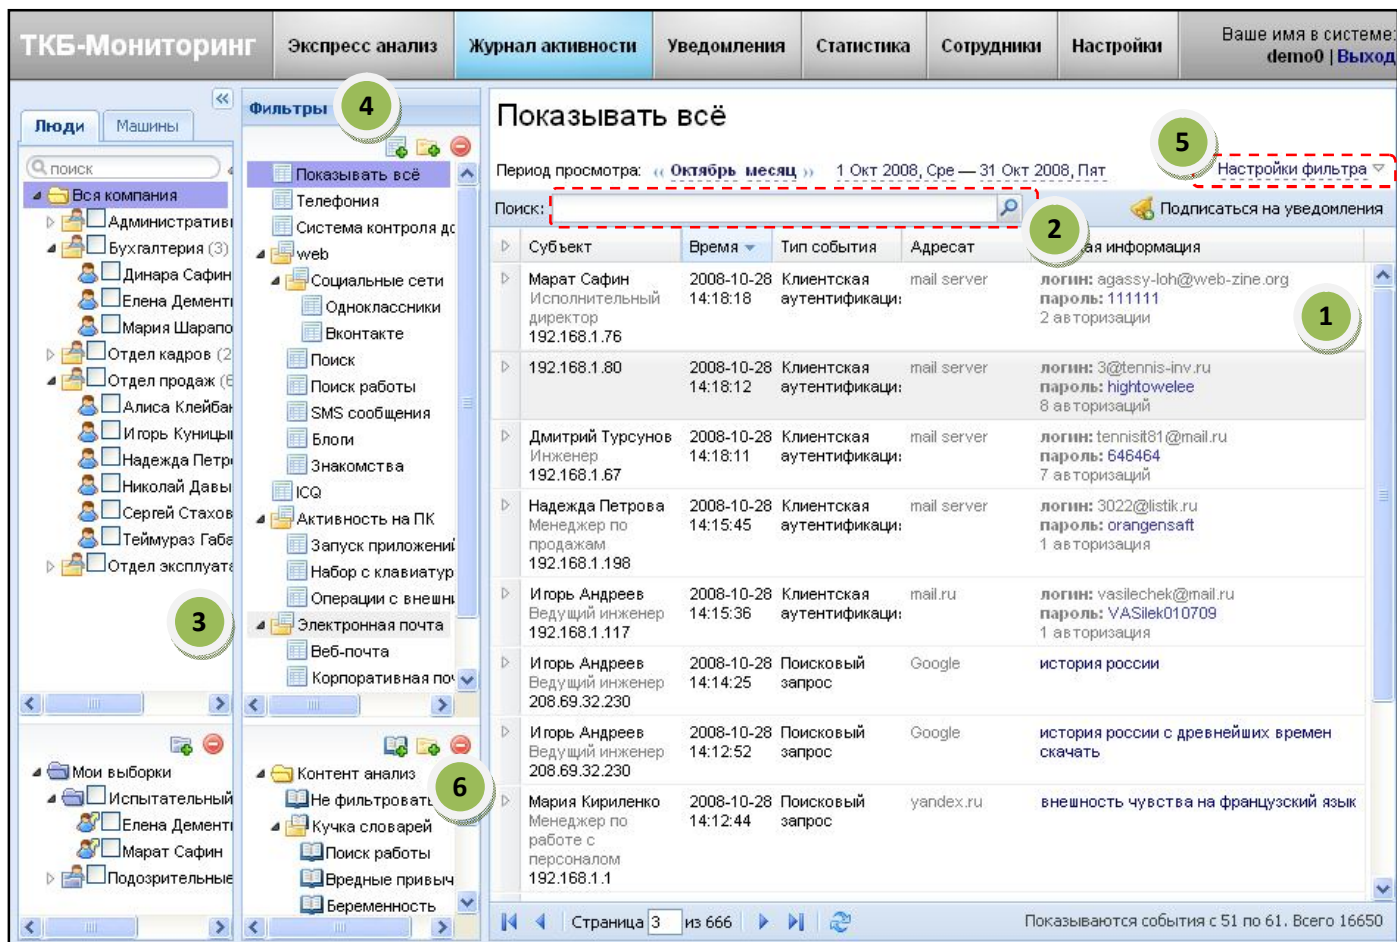 ТКБ-Мониторинг
Экспресс анализ
Журнал активности
Уведомления
Статистика
Сотрудники
Настройки
Ваше имя в системе:
demo0 | Выход
Люди
Машины
поиск
Вся компания
Административ
Бухгалтерия (3)
Динара Сафин
Елена Демент
Мария Шарапо
Отдел кадров (2
Отдел продаж (6
Алиса Клейба
Игорь Куницы
Надежда Петр
Николай Давы
Сергей Стахов
Теймураз Габа
Отдел эксплуата
3
Мои выборки
Испытательный
Елена Демент
Марат Сафин
Подозрительные
Фильтры
4
Показывать всё
Телефония
Система контроля до
web
Социальные сети
Одноклассники
Вконтакте
Поиск
Поиск работы
SMS сообщения
Блоги
Знакомства
ICQ
Активность на ПК
Запуск приложени
Набор с клавиатур
Операции с внешн
Электронная почта
Веб-почта
Корпоративная поч
Контент анализ
6
Не фильтровать
Кучка словарей
Поиск работы
Вредные привыч
Беременность
Показывать всё
5
Период просмотра: ‹‹ Октябрь месяц ›› 1 Окт 2008, Сре — 31 Окт 2008, Пят
Настройки фильтра
Поиск:
2
Подписаться на уведомления
Субъект Время Тип события Адресат ая информация
1
Марат Сафин 2008-10-28 Клиентская mail server логин: agassy-loh@web-zine.org
Исполнительный 14:18:18 аутентификаци пароль: 111111
директор 2 авторизации
192.168.1.76
192.168.1.80 2008-10-28 Клиентская mail server логин: 3@tennis-inv.ru
14:18:12 аутентификаци пароль: hightowelee
8 авторизаций
Дмитрий Турсунов 2008-10-28 Клиентская mail server логин: tennisit81@mail.ru
Инженер 14:18:11 аутентификаци пароль: 646464
192.168.1.67 7 авторизаций
Надежда Петрова 2008-10-28 Клиентская mail server логин: 3022@listik.ru
Менеджер по 14:15:45 аутентификаци пароль: orangensaft
продажам 1 авторизация
192.168.1.198
Игорь Андреев 2008-10-28 Клиентская mail.ru логин: vasilechek@mail.ru
Ведущий инженер 14:15:36 аутентификаци пароль: VASilek010709
192.168.1.117 1 авторизация
Игорь Андреев 2008-10-28 Поисковый Google история россии
Ведущий инженер 14:14:25 запрос
208.69.32.230
Игорь Андреев 2008-10-28 Поисковый Google история россии с древнейших времен
Ведущий инженер 14:12:52 запрос скачать
208.69.32.230
Мария Кириленко 2008-10-28 Поисковый yandex.ru внешность чувства на французский язык
Менеджер по 14:12:44 запрос
работе с
персоналом
192.168.1.1
Страница 3 из 666
Показываются события с 51 по 61. Всего 16650